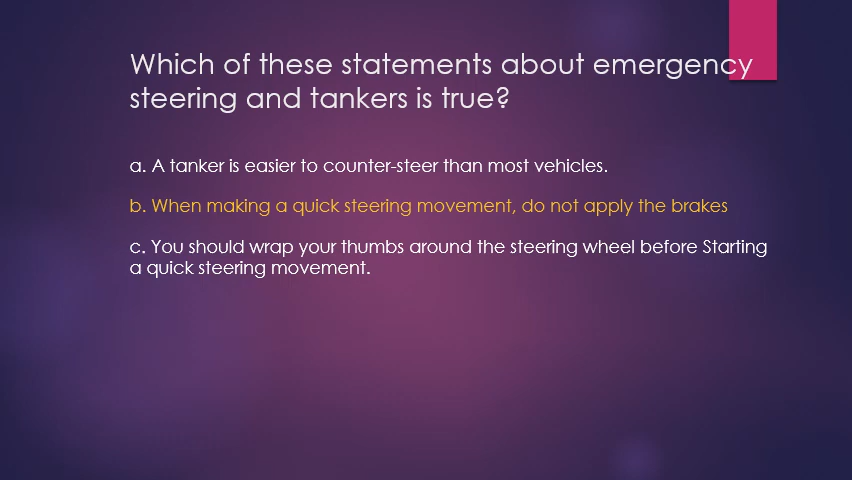 Which of these statements about emergency
steering and tankers is true?
a. A tanker is easier to counter-steer than most vehicles.
b. When making a quick steering movement, do not apply the brakes
c. You should wrap your thumbs around the steering wheel before Starting
a quick steering movement.